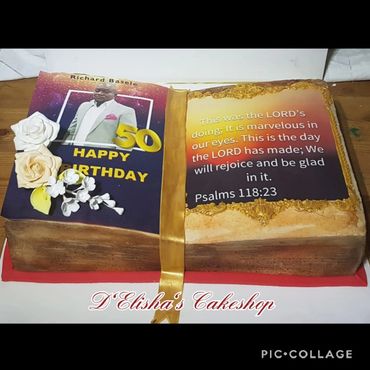 Richard Basele
50
HAPPY
BIRTHDAY
This was the LORD's
doing; It is marvelous in
our eyes. This is the day
the LORD has made; We
will rejoice and be glad
in it.
Psalms 118:23
D'Elisha's Cakeshop
PIC•COLLAGE